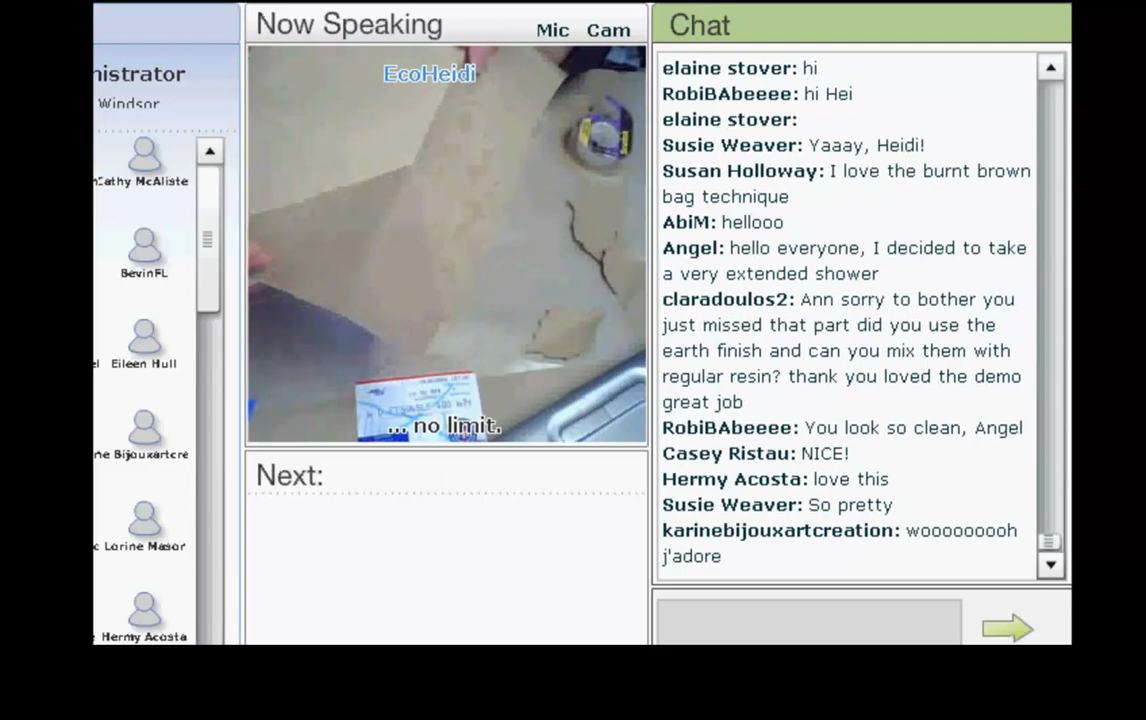 Now Speaking
Mic Cam
Chat
nistrator
Windsor
Cathy McAliste
BevinFL
Eileen Hull
ne Bijouxartcre
Lorine Masor
Hermy Acosta
EcoHeidi
... no limit.
Next:
elaine stover: hi
RobiBAbeeee: hi Hei
elaine stover:
Susie Weaver: Yaaay, Heidi!
Susan Holloway: I love the burnt brown
bag technique
AbiM: hellooo
Angel: hello everyone, I decided to take
a very extended shower
claradoulos2: Ann sorry to bother you
just missed that part did you use the
earth finish and can you mix them with
regular resin? thank you loved the demo
great job
RobiBAbeeee: You look so clean, Angel
Casey Ristau: NICE!
Hermy Acosta: love this
Susie Weaver: So pretty
karinebijouxartcreation: wooooooooh
j'adore